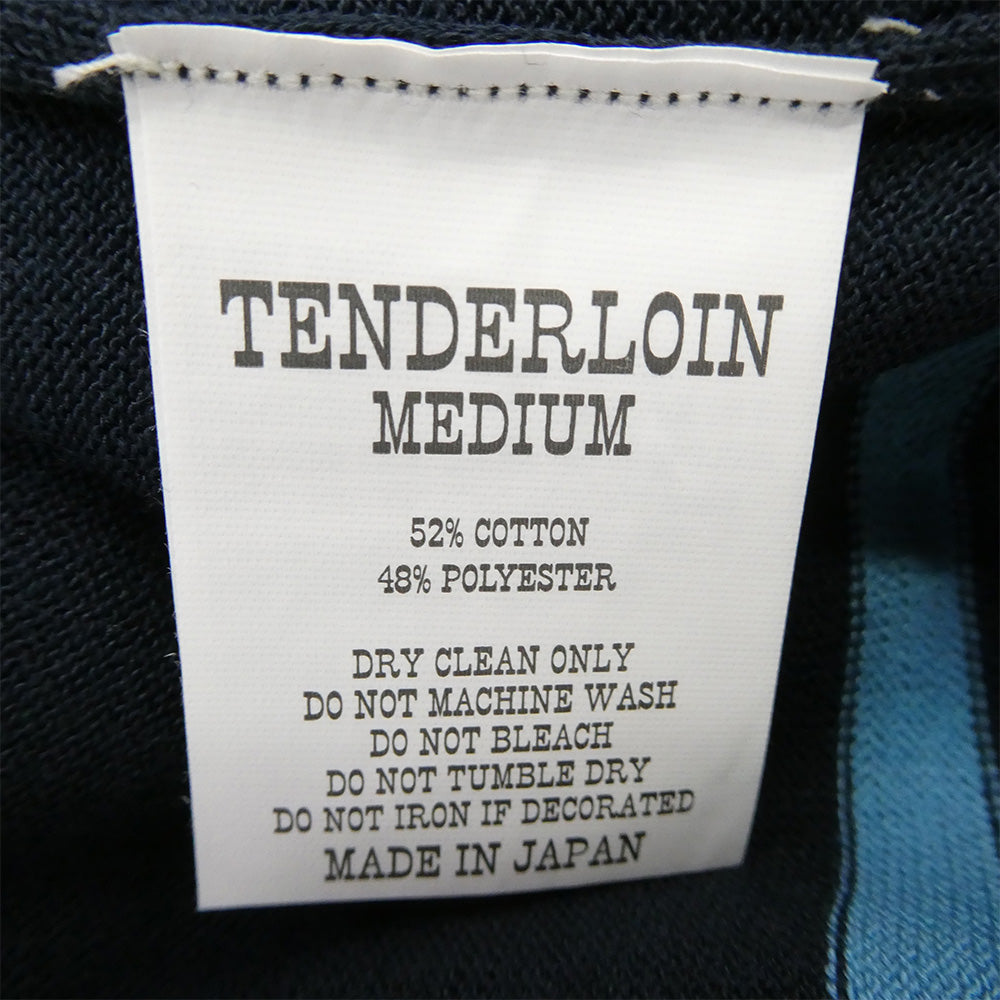 TENDERLOIN
MEDIUM
52% COTTON
48% POLYESTER
DRY CLEAN ONLY
DO NOT MACHINE WASH
DO NOT BLEACH
DO NOT TUMBLE DRY
DO NOT IRON IF DECORATED
MADE IN JAPAN